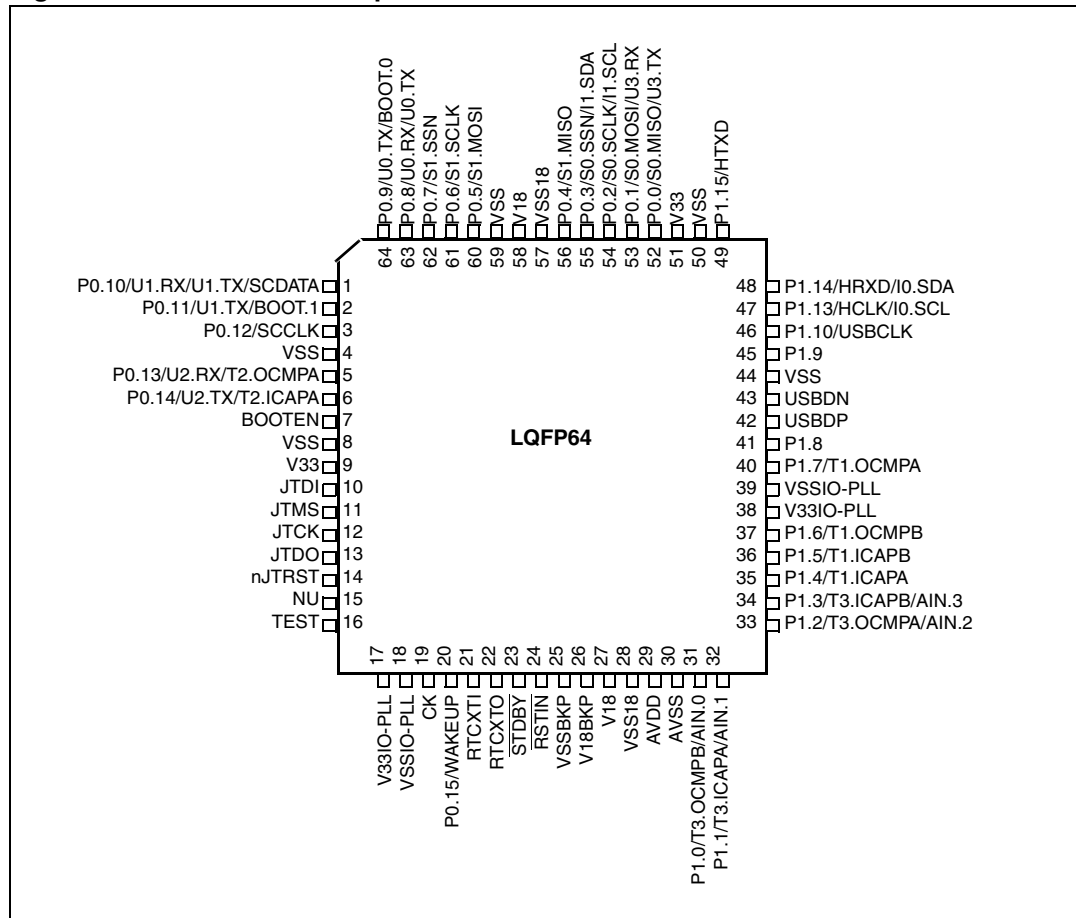 P0.9/U0.TX/BOOT.0
P0.8/U0.RX/U0.TX
P0.7/S1.SSN
P0.6/S1.SCLK
P0.5/S1.MOSI
VSS
V18
VSS18
P0.4/S1.MISO
P0.3/S0.SSN/I1.SDA
P0.2/S0.SCLK/I1.SCL
P0.1/S0.MOSI/U3.RX
P0.0/S0.MISO/U3.TX
V33
VSS
P1.15/HTXD
64
63
62
61
60
59
58
57
56
55
54
53
52
51
50
49
P0.10/U1.RX/U1.TX/SCDATA 1
P0.11/U1.TX/BOOT.1 2
P0.12/SCCLK 3
VSS 4
P0.13/U2.RX/T2.OCMPA 5
P0.14/U2.TX/T2.ICAPA 6
BOOTEN 7
VSS 8
V33 9
JTDI 10
JTMS 11
JTCK 12
JTDO 13
nJTRST 14
NU 15
TEST 16
LQFP64
48 P1.14/HRXD/I0.SDA
47 P1.13/HCLK/I0.SCL
46 P1.10/USBCLK
45 P1.9
44 VSS
43 USBDN
42 USBDP
41 P1.8
40 P1.7/T1.OCMPA
39 VSSIO-PLL
38 V33IO-PLL
37 P1.6/T1.OCMPB
36 P1.5/T1.ICAPB
35 P1.4/T1.ICAPA
34 P1.3/T3.ICAPB/AIN.3
33 P1.2/T3.OCMPA/AIN.2
17
18
19
20
21
22
23
24
25
26
27
28
29
30
31
32
V33IO-PLL
VSSIO-PLL
CK
P0.15/WAKEUP
RTCXTI
RTCXTO
STDBY
RSTIN
VSSBKP
V18BKP
V18
VSS18
AVDD
AVSS
P1.0/T3.OCMPB/AIN.0
P1.1/T3.ICAPA/AIN.1